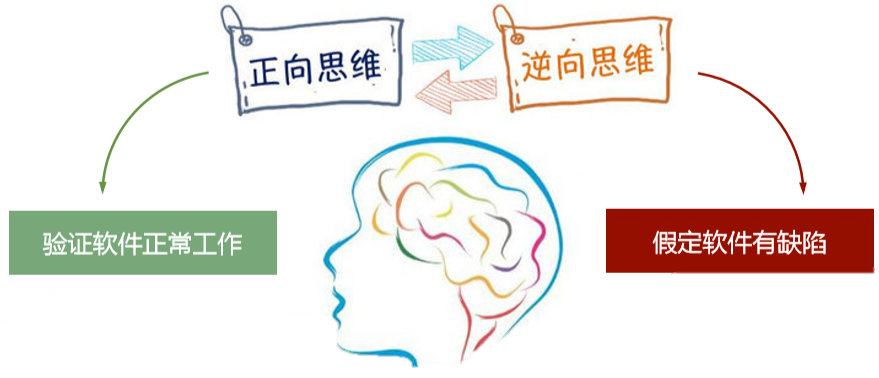 正向思维
逆向思维
验证软件正常工作
假定软件有缺陷